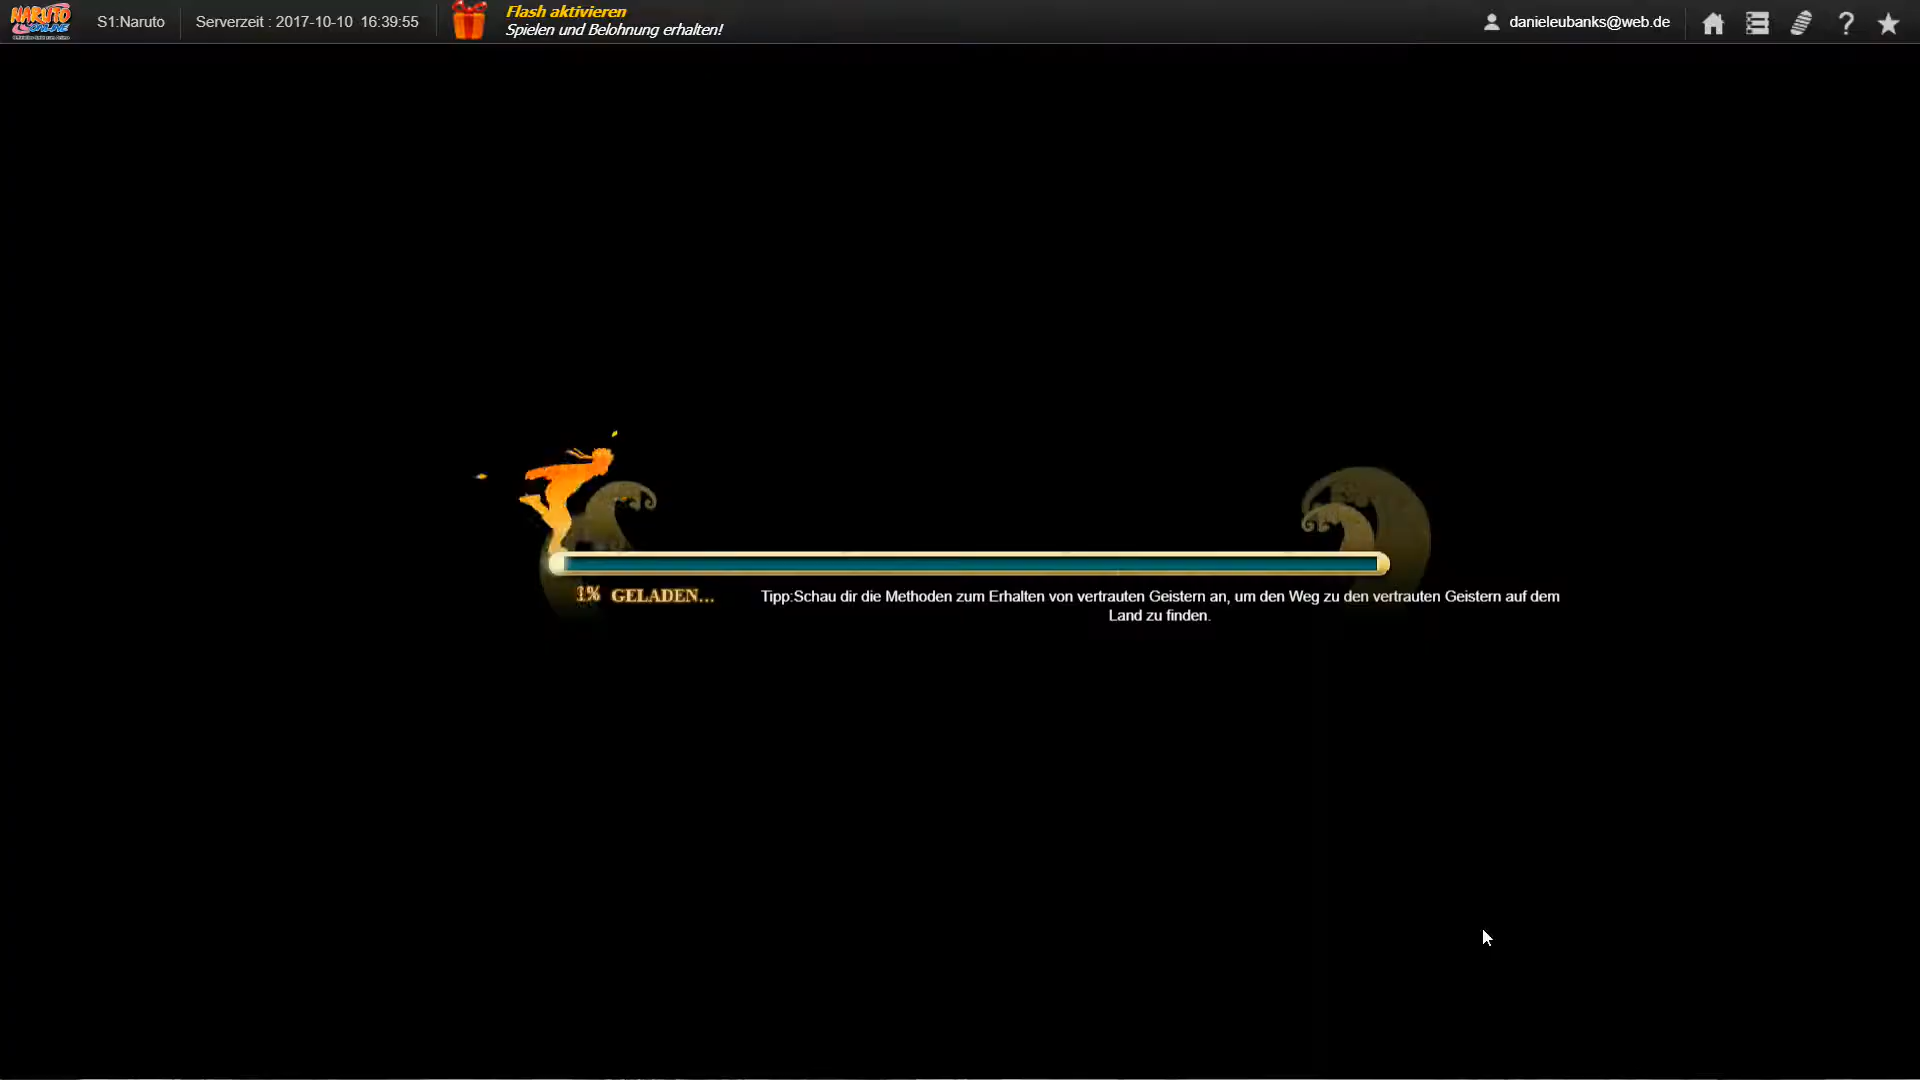 NARUTO
ONLINE
S1:Naruto
Serverzeit : 2017-10-10 16:39:55
Flash aktivieren
Spielen und Belohnung erhalten!
danieleubanks@web.de
?
1% GELADEN...
Tipp:Schau dir die Methoden zum Erhalten von vertrauten Geistern an, um den Weg zu den vertrauten Geistern auf dem
Land zu finden.